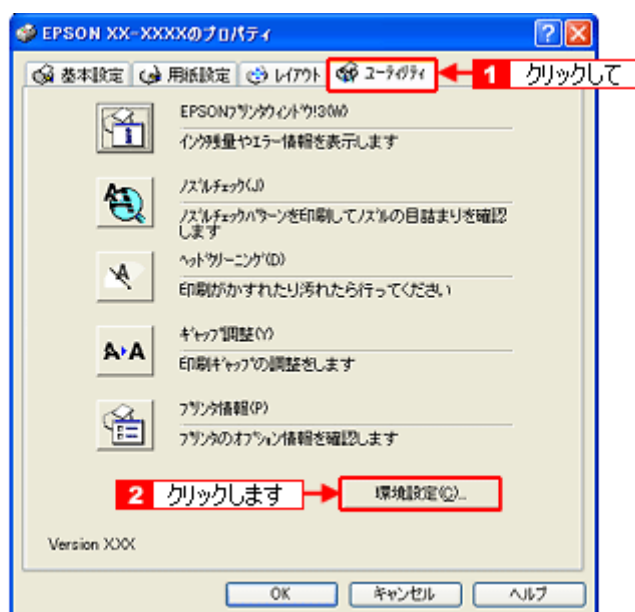 EPSON XX-XXXXのプロパティ
基本設定 用紙設定 レイアウト ユーティリティ 1 クリックして
EPSONプリンタウィンドウ!3(W)
インク残量やエラー情報を表示します
ノズルチェック(J)
ノズルチェックパターンを印刷してノズルの目詰まりを確認
します
ヘッドクリーニング(D)
印刷がかすれたり汚れたら行ってください
ギャップ調整(Y)
印刷ギャップの調整をします
プリンタ情報(P)
プリンタのオプション情報を確認します
2 クリックします 環境設定(C)...
Version XXX
OK キャンセル ヘルプ